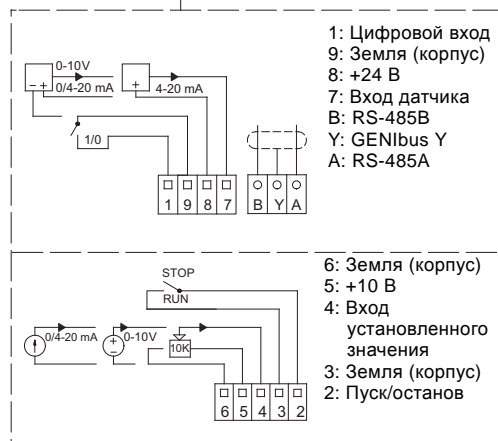 0-10V
0/4-20 mA
4-20 mA
1/0
1 9 8 7
B Y A
1: Цифровой вход
9: Земля (корпус)
8: +24 В
7: Вход датчика
B: RS-485B
Y: GENIbus Y
A: RS-485A
STOP
RUN
0/4-20 mA
0-10V
10K
6 5 4 3 2
6: Земля (корпус)
5: +10 В
4: Вход
установленного
значения
3: Земля (корпус)
2: Пуск/останов